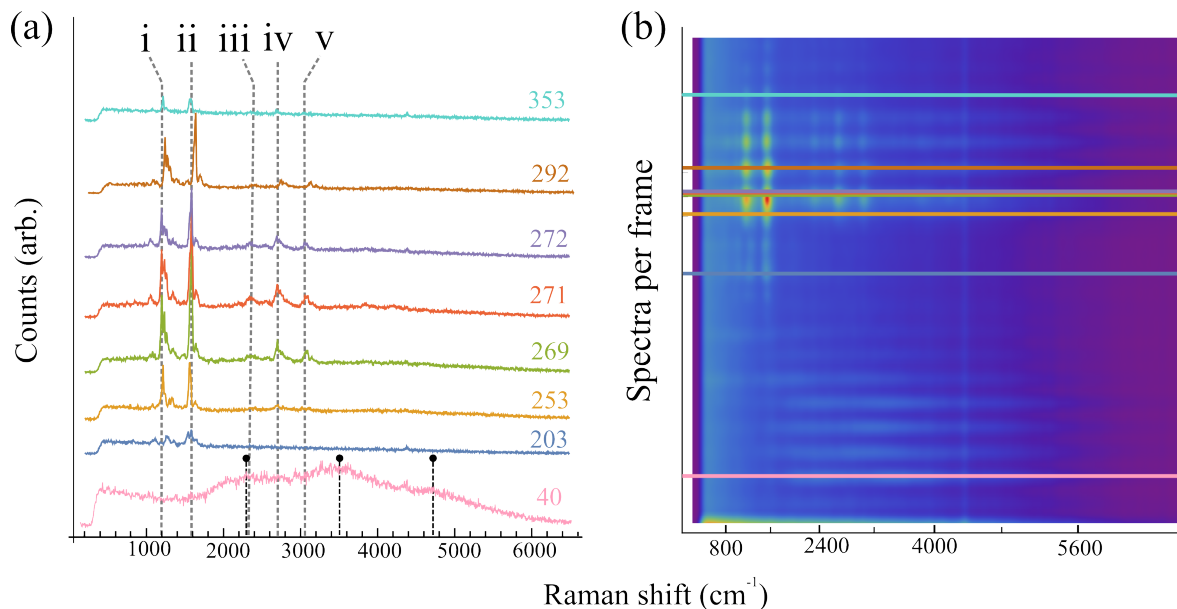 (a)
i ii iii iv v
353
292
272
271
269
253
203
40
Counts (arb.)
1000 2000 3000 4000 5000 6000
(b)
Spectra per frame
800 2400 4000 5600
Raman shift (cm-1)